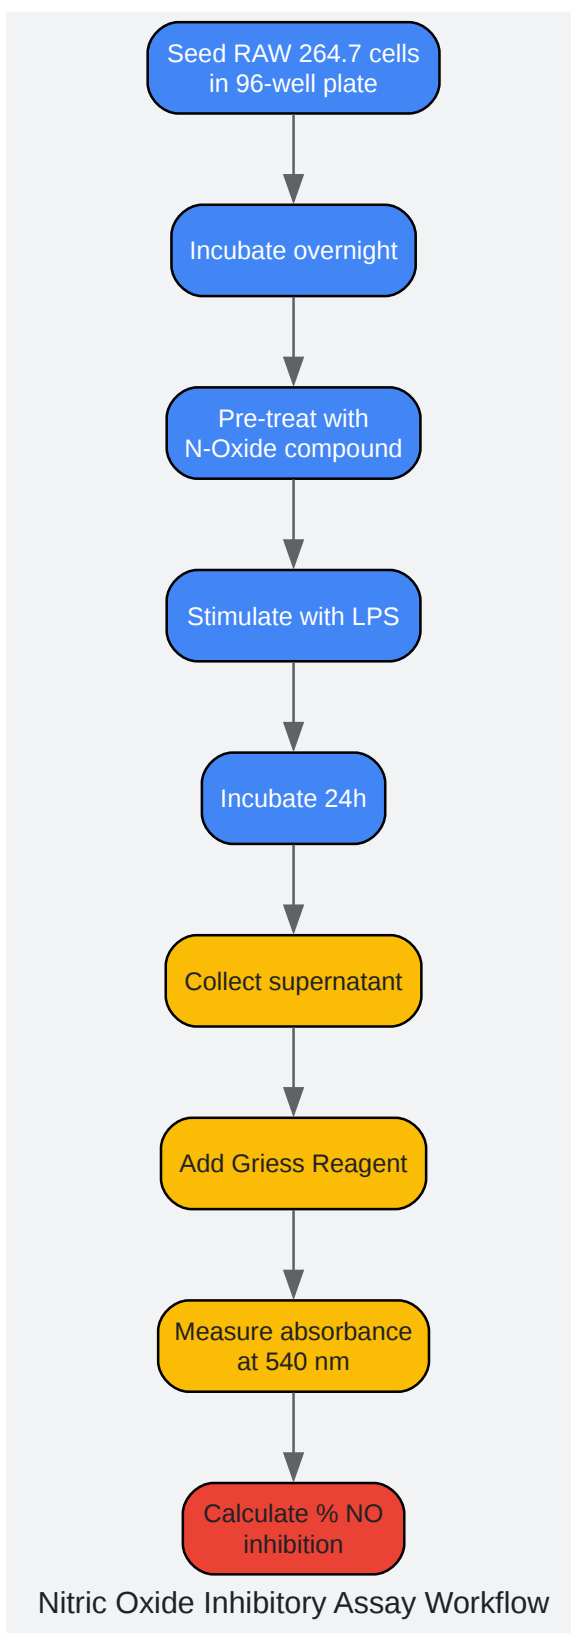 Seed RAW 264.7 cells
in 96-well plate
Incubate overnight
Pre-treat with
N-Oxide compound
Stimulate with LPS
Incubate 24h
Collect supernatant
Add Griess Reagent
Measure absorbance
at 540 nm
Calculate % NO
inhibition
Nitric Oxide Inhibitory Assay Workflow